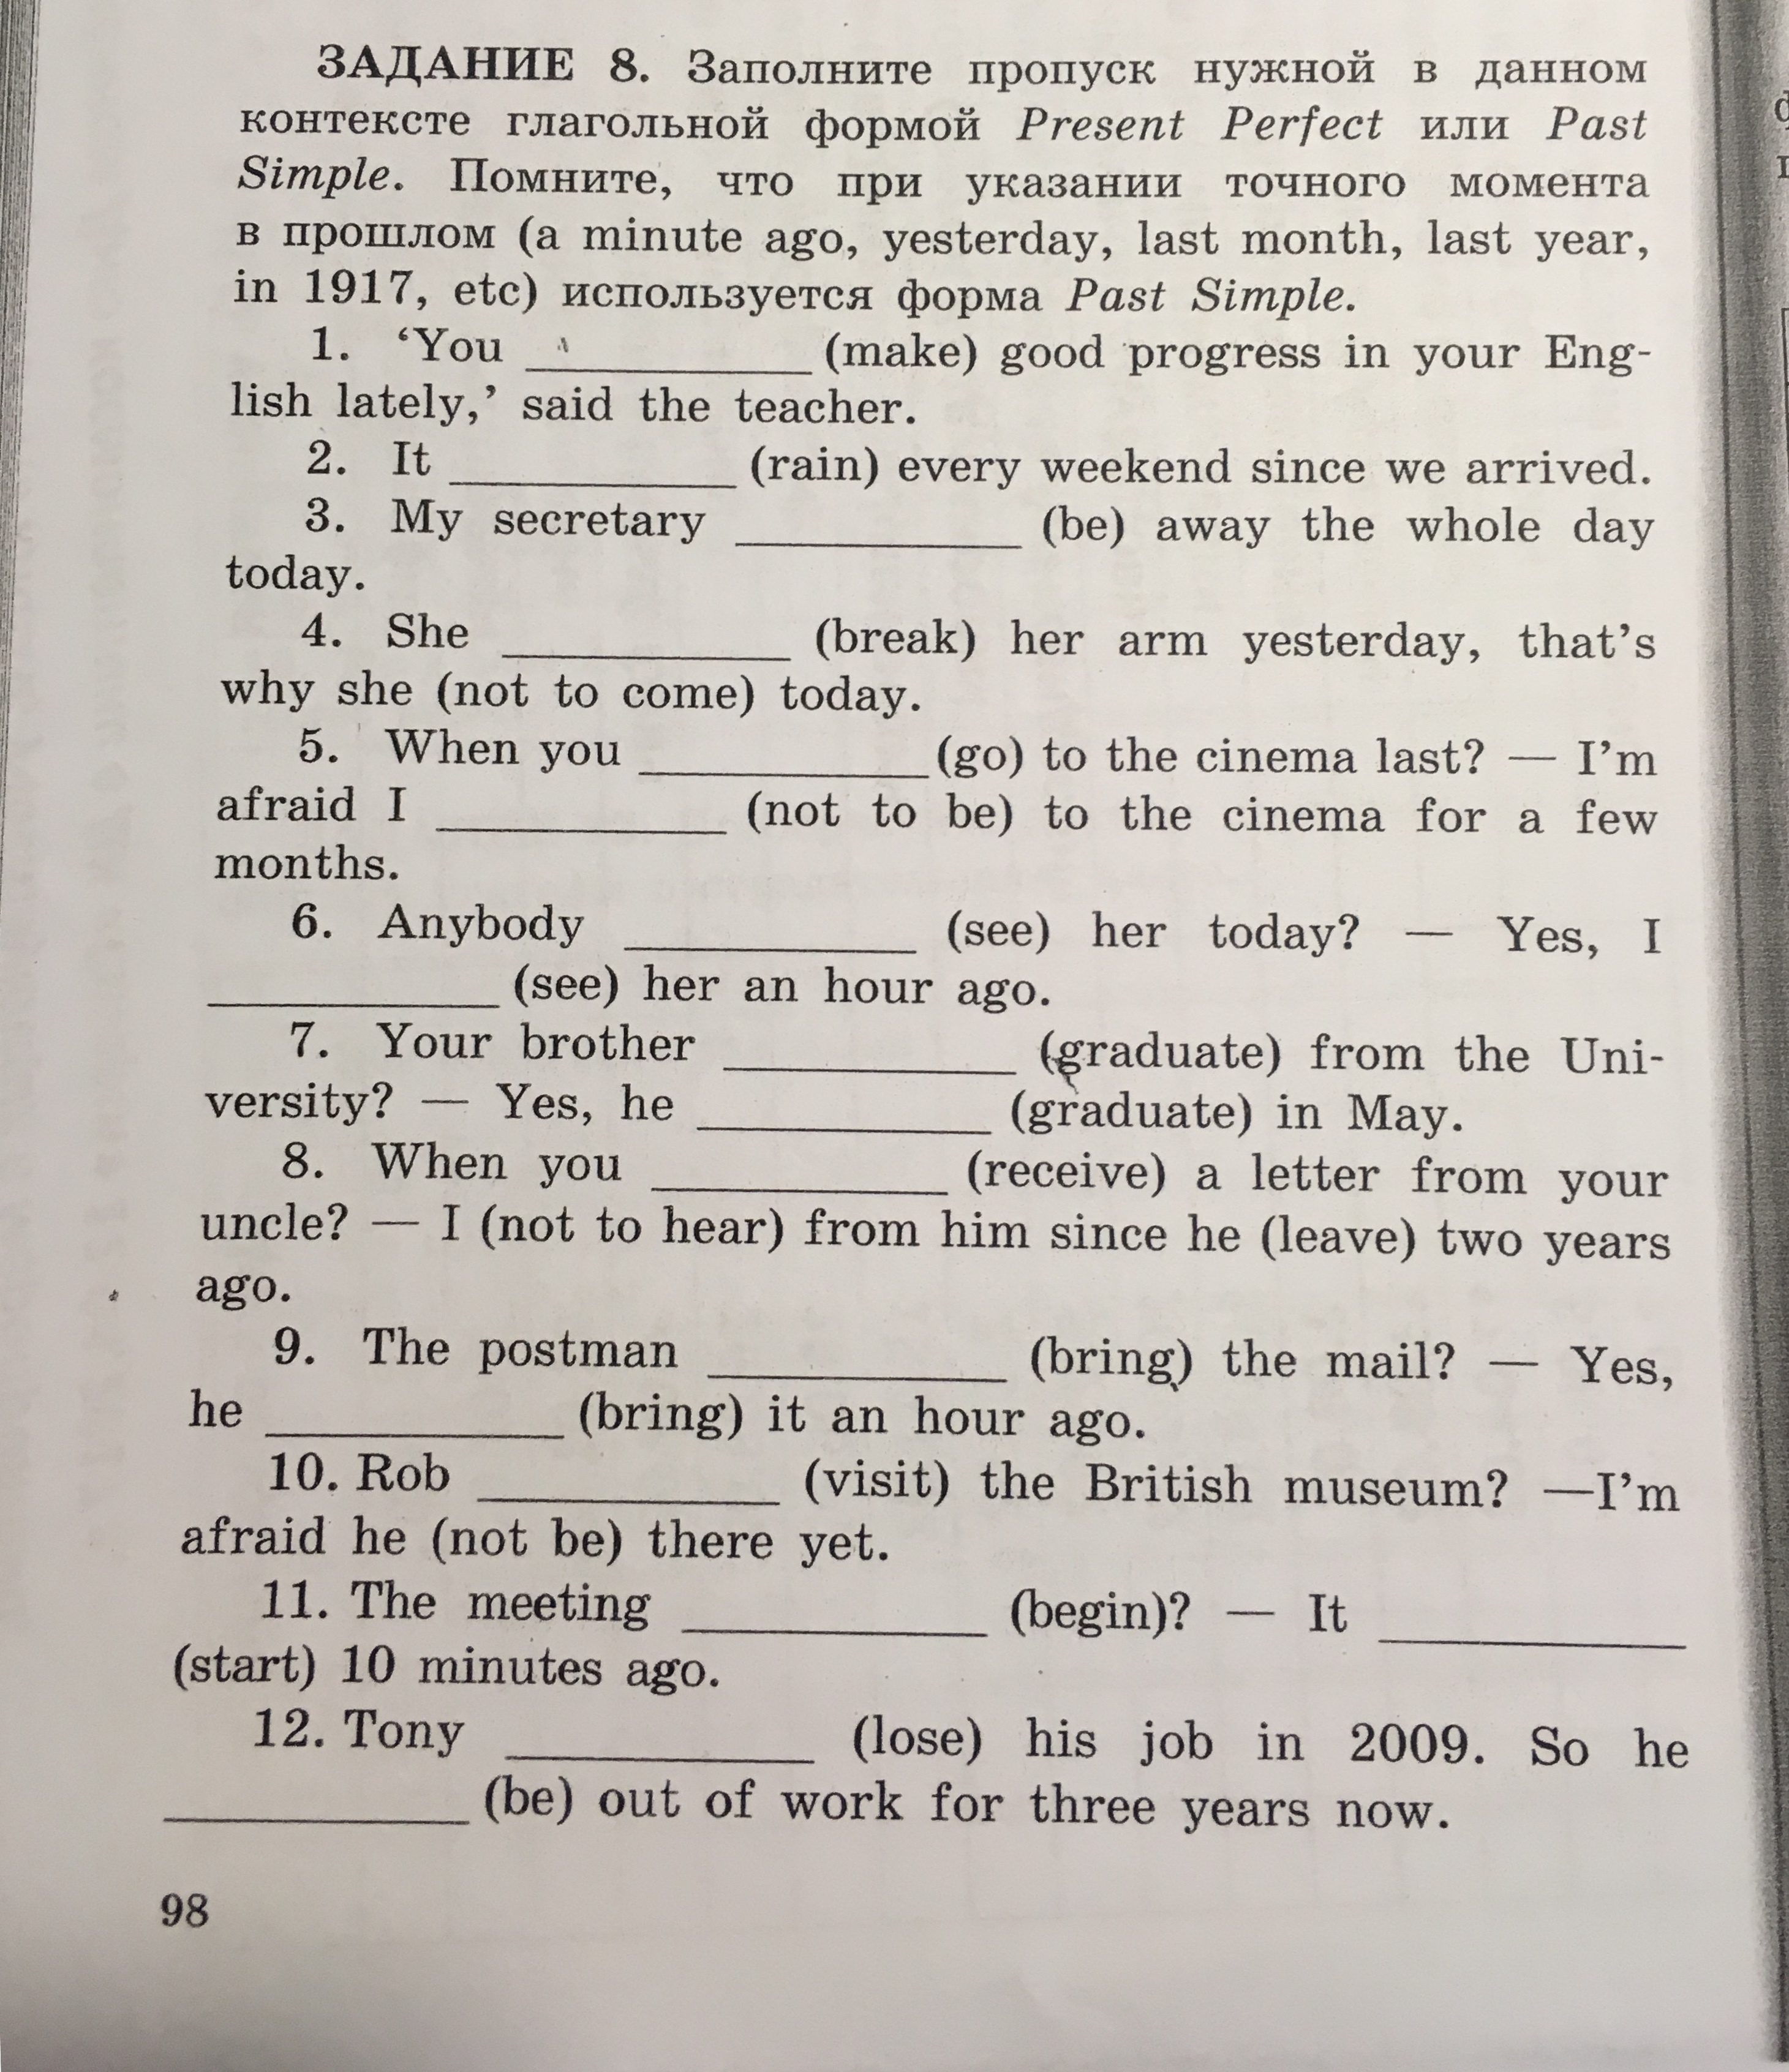 ЗАДАНИЕ 8. Заполните пропуск нужной в данном
контексте глагольной формой Present Perfect или Past
Simple. Помните, что при указании точного момента
в прошлом (a minute ago, yesterday, last month, last year,
in 1917, etc) используется форма Past Simple.
1. ‘You ____________ (make) good progress in your Eng-
lish lately,’ said the teacher.
2. It ____________ (rain) every weekend since we arrived.
3. My secretary ____________ (be) away the whole day
today.
4. She ____________ (break) her arm yesterday, that’s
why she (not to come) today.
5. When you ____________ (go) to the cinema last? — I’m
afraid I ____________ (not to be) to the cinema for a few
months.
6. Anybody ____________ (see) her today? — Yes, I
____________ (see) her an hour ago.
7. Your brother ____________ (graduate) from the Uni-
versity? — Yes, he ____________ (graduate) in May.
8. When you ____________ (receive) a letter from your
uncle? — I (not to hear) from him since he (leave) two years
ago.
9. The postman ____________ (bring) the mail? — Yes,
he ____________ (bring) it an hour ago.
10. Rob ____________ (visit) the British museum? —I’m
afraid he (not be) there yet.
11. The meeting ____________ (begin)? — It ____________
(start) 10 minutes ago.
12. Tony ____________ (lose) his job in 2009. So he
____________ (be) out of work for three years now.
98